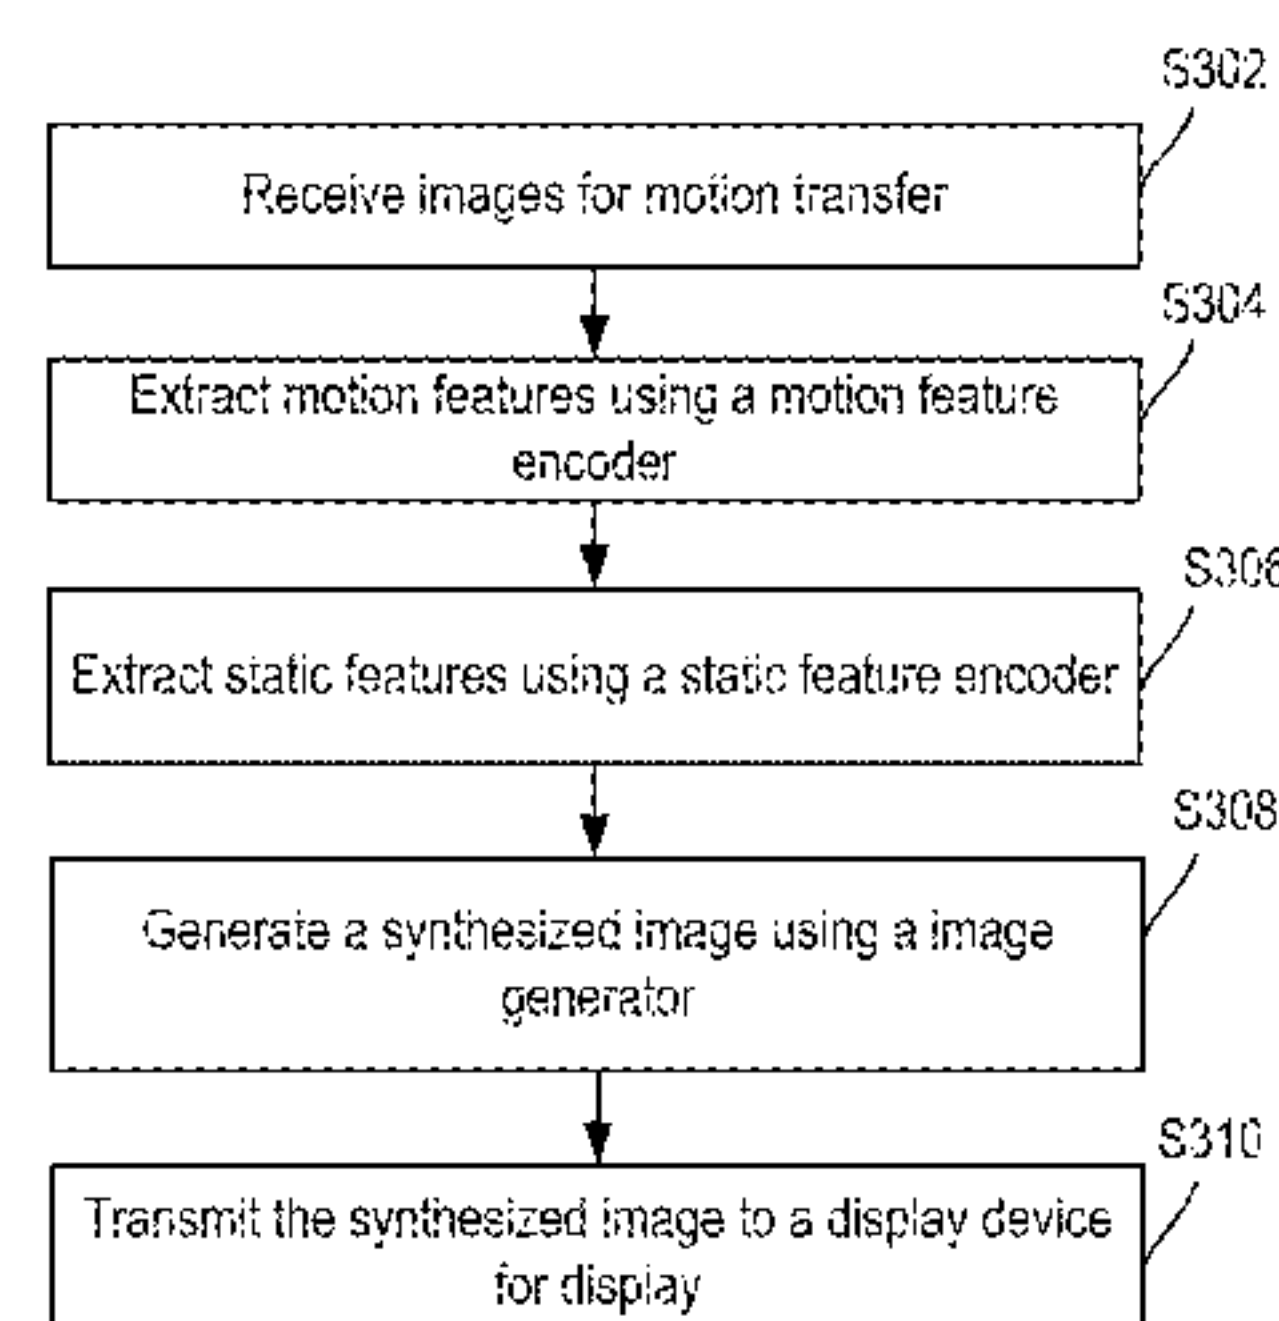 S302
Receive images for motion transfer
S304
Extract motion features using a motion feature
encoder
S306
Extract static features using a static feature encoder
S308
Generate a synthesized image using a image
generator
S310
Transmit the synthesized image to a display device
for display